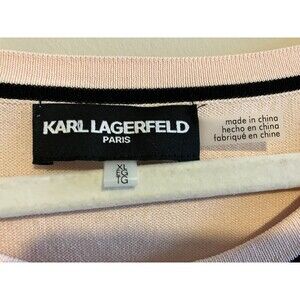 KARL LAGERFELD
PARIS
made in china
hecho en china
fabriqué en chine
XL
EG
TG